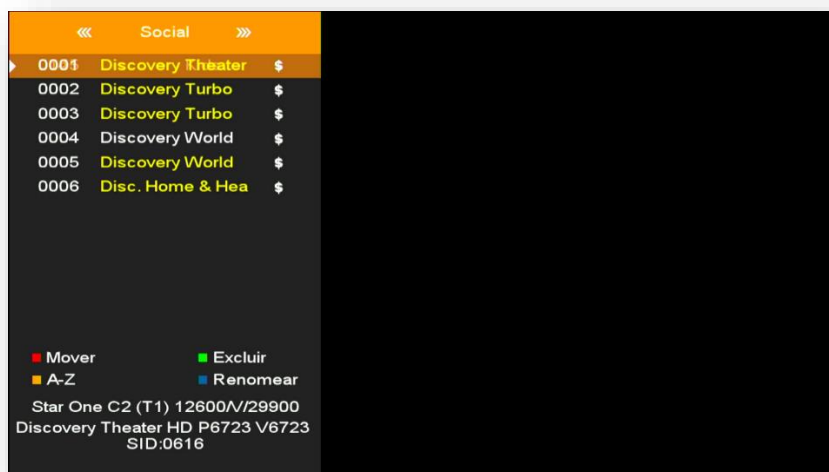 Social
0001 Discovery Theater $
0002 Discovery Turbo $
0003 Discovery Turbo $
0004 Discovery World $
0005 Discovery World $
0006 Disc. Home & Hea $
Mover Excluir
A-Z Renomear
Star One C2 (T1) 12600/V/29900
Discovery Theater HD P6723 V6723
SID:0616